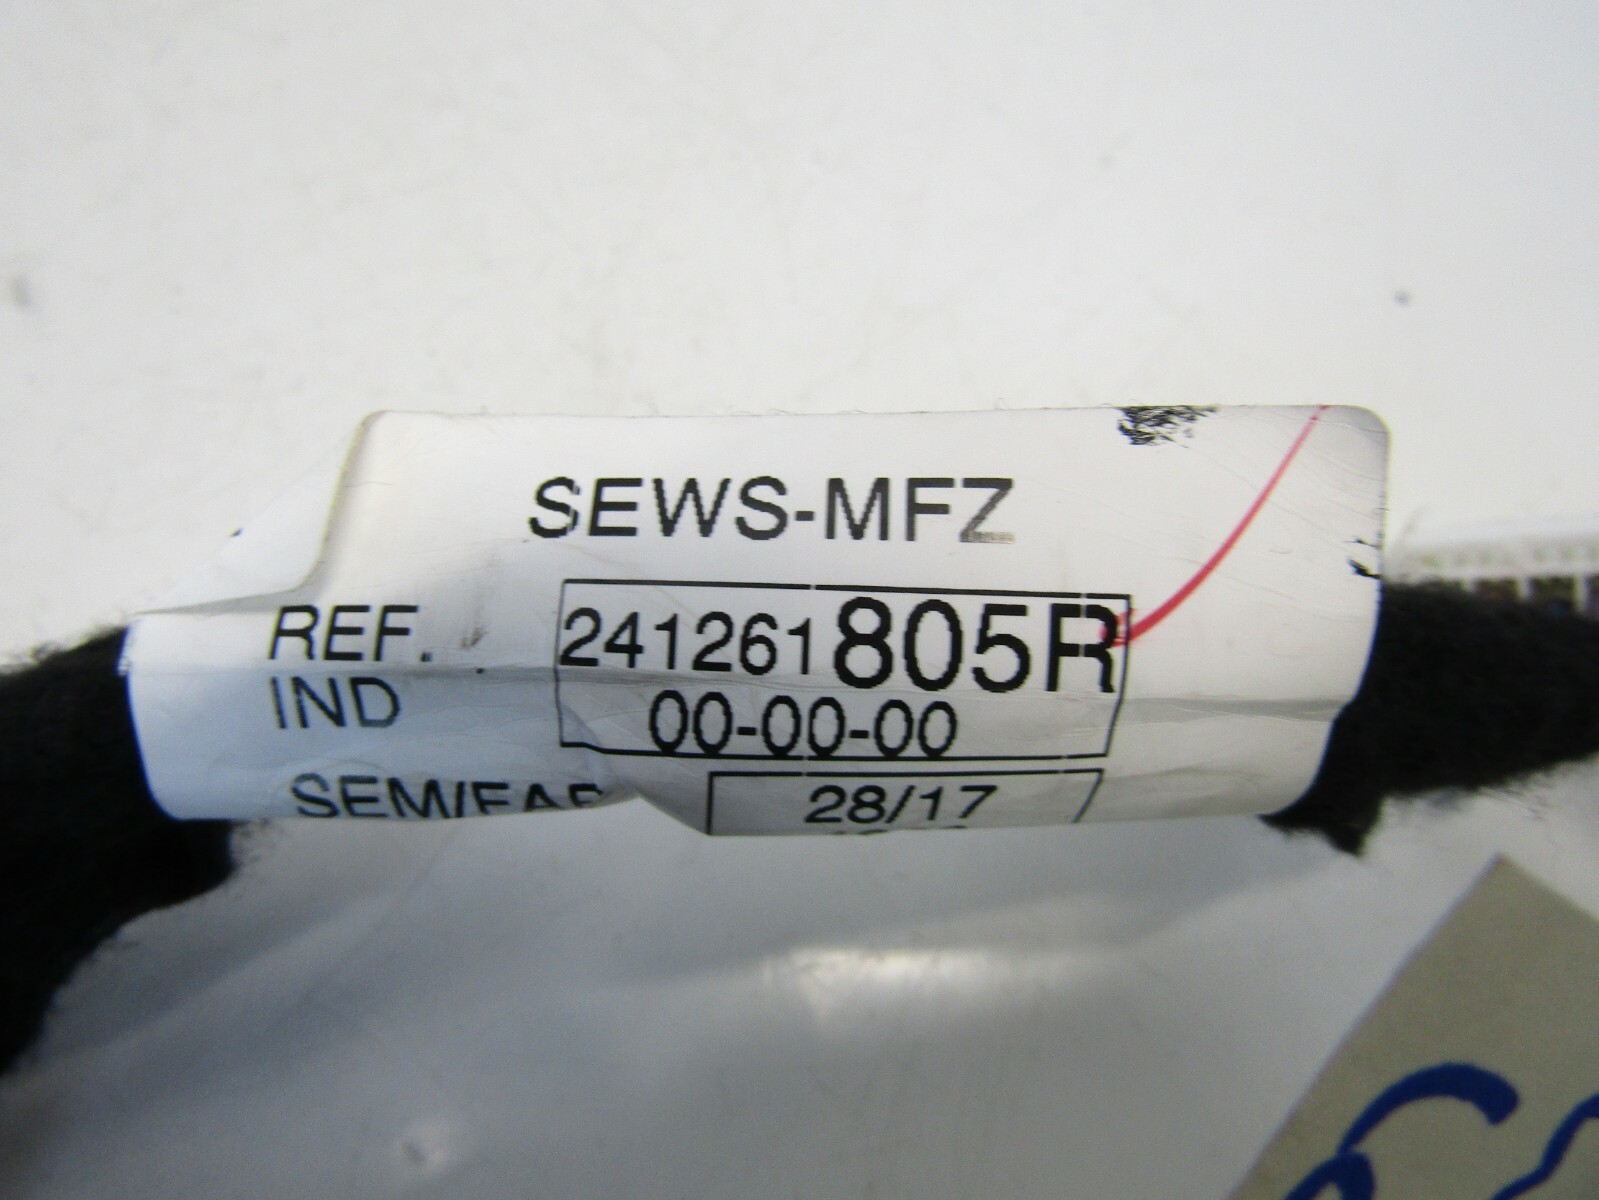 SEWS-MFZ
REF. 241261805R
IND 00-00-00
28/17